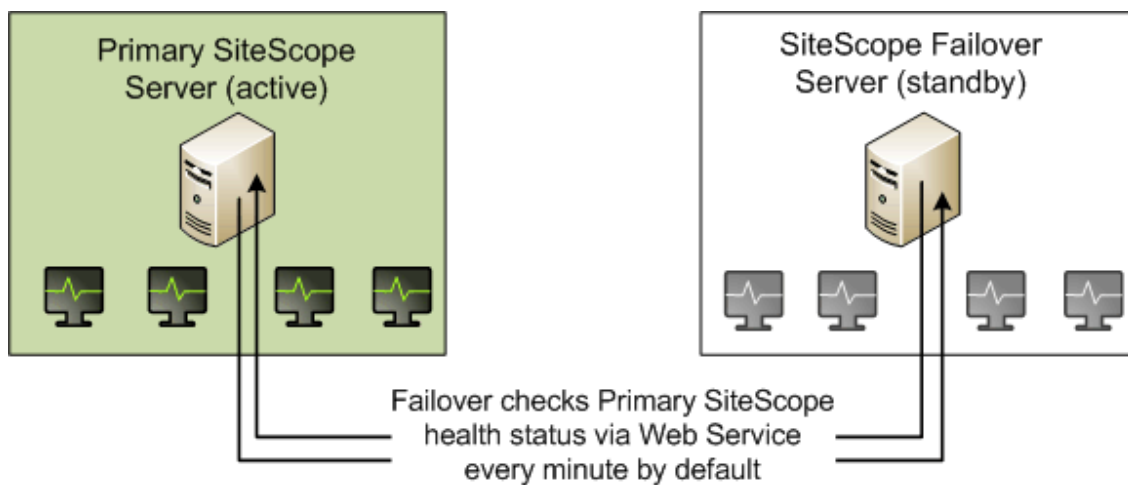 Primary SiteScope
Server (active)
SiteScope Failover
Server (standby)
Failover checks Primary SiteScope
health status via Web Service
every minute by default